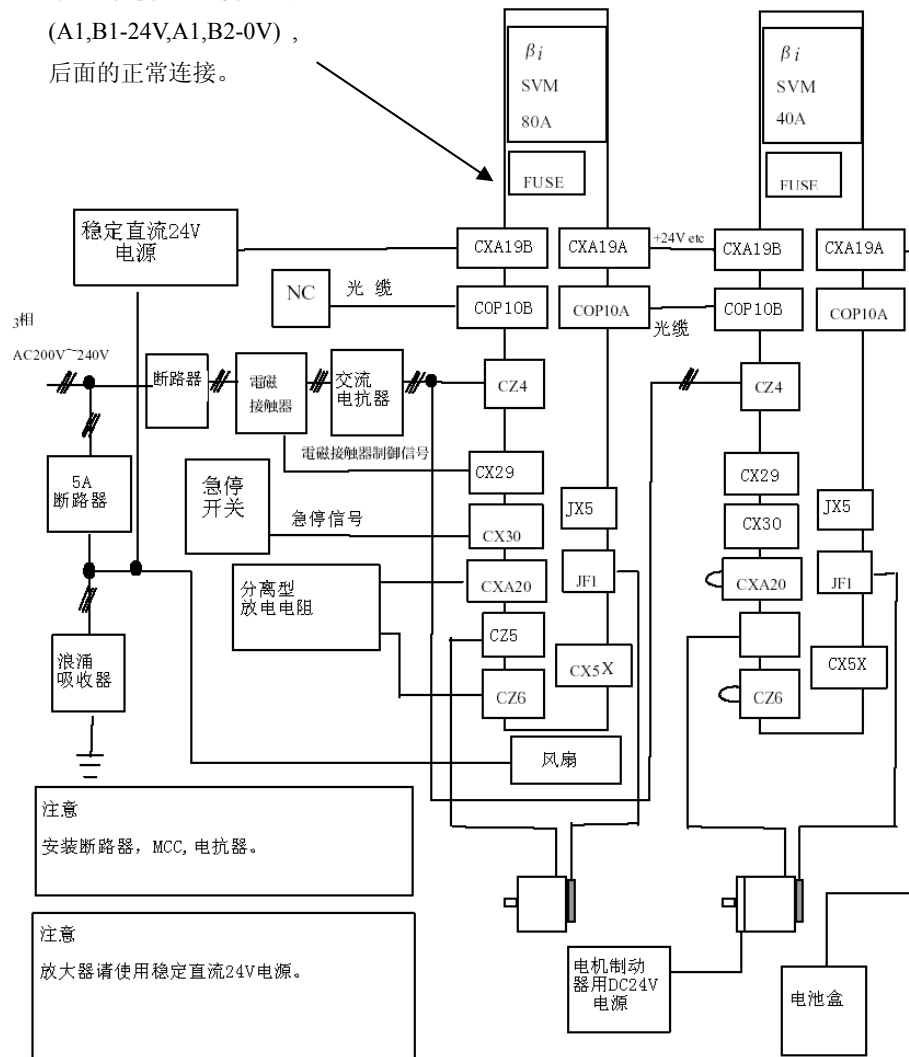 (A1,B1-24V,A1,B2-0V)，
后面的正常连接。
βi
SVM
80A
FUSE
βi
SVM
40A
FUSE
稳定直流24V
电源
CXA19B
CXA19A
+24V etc
CXA19B
CXA19A
NC
光 缆
COP10B
COP10A
光缆
COP10B
COP10A
3相
AC200V~240V
断路器
電磁
接触器
交流
电抗器
CZ4
CZ4
電磁接触器制御信号
CX29
CX29
5A
断路器
急停
开关
急停信号
CX30
JX5
CX30
JX5
分离型
放电电阻
CXA20
JF1
CXA20
JF1
浪涌
吸收器
CZ5
CX5X
CX5X
CZ6
CZ6
风扇
注意
安装断路器，MCC,电抗器。
注意
放大器请使用稳定直流24V电源。
电机制动
器用DC24V
电源
电池盒